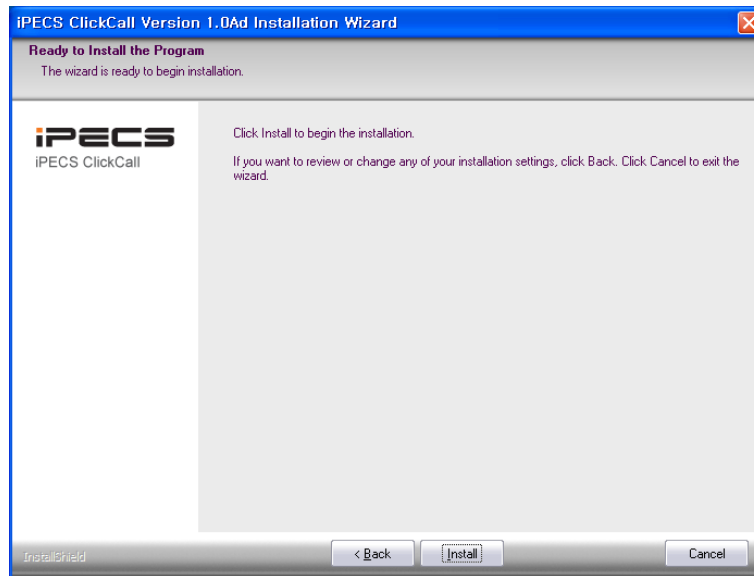 iPECS ClickCall Version 1.0Ad Installation Wizard
Ready to Install the Program
The wizard is ready to begin installation.
iPECS
iPECS ClickCall
Click Install to begin the installation.
If you want to review or change any of your installation settings, click Back. Click Cancel to exit the
wizard.
InstallShield
< Back
Install
Cancel